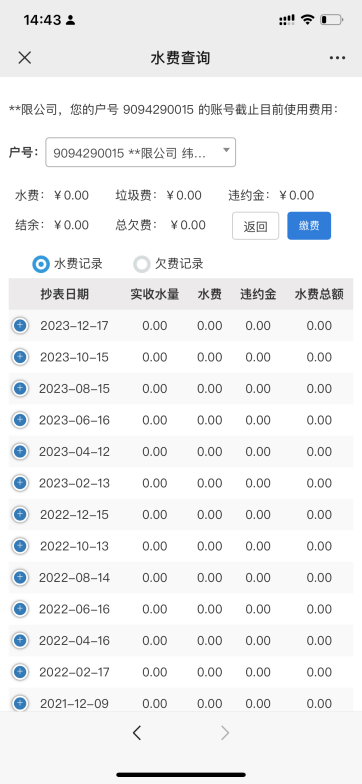 14:43
水费查询
**限公司，您的户号 9094290015 的账号截止目前使用费用：
户号： 9094290015 **限公司 纬...
水费：￥0.00 垃圾费：￥0.00 违约金：￥0.00
结余：￥0.00 总欠费： ￥0.00 返回 缴费
水费记录 欠费记录
抄表日期 实收水量 水费 违约金 水费总额
2023-12-17 0.00 0.00 0.00 0.00
2023-10-15 0.00 0.00 0.00 0.00
2023-08-15 0.00 0.00 0.00 0.00
2023-06-16 0.00 0.00 0.00 0.00
2023-04-12 0.00 0.00 0.00 0.00
2023-02-13 0.00 0.00 0.00 0.00
2022-12-15 0.00 0.00 0.00 0.00
2022-10-13 0.00 0.00 0.00 0.00
2022-08-14 0.00 0.00 0.00 0.00
2022-06-16 0.00 0.00 0.00 0.00
2022-04-16 0.00 0.00 0.00 0.00
2022-02-17 0.00 0.00 0.00 0.00
2021-12-09 0.00 0.00 0.00 0.00